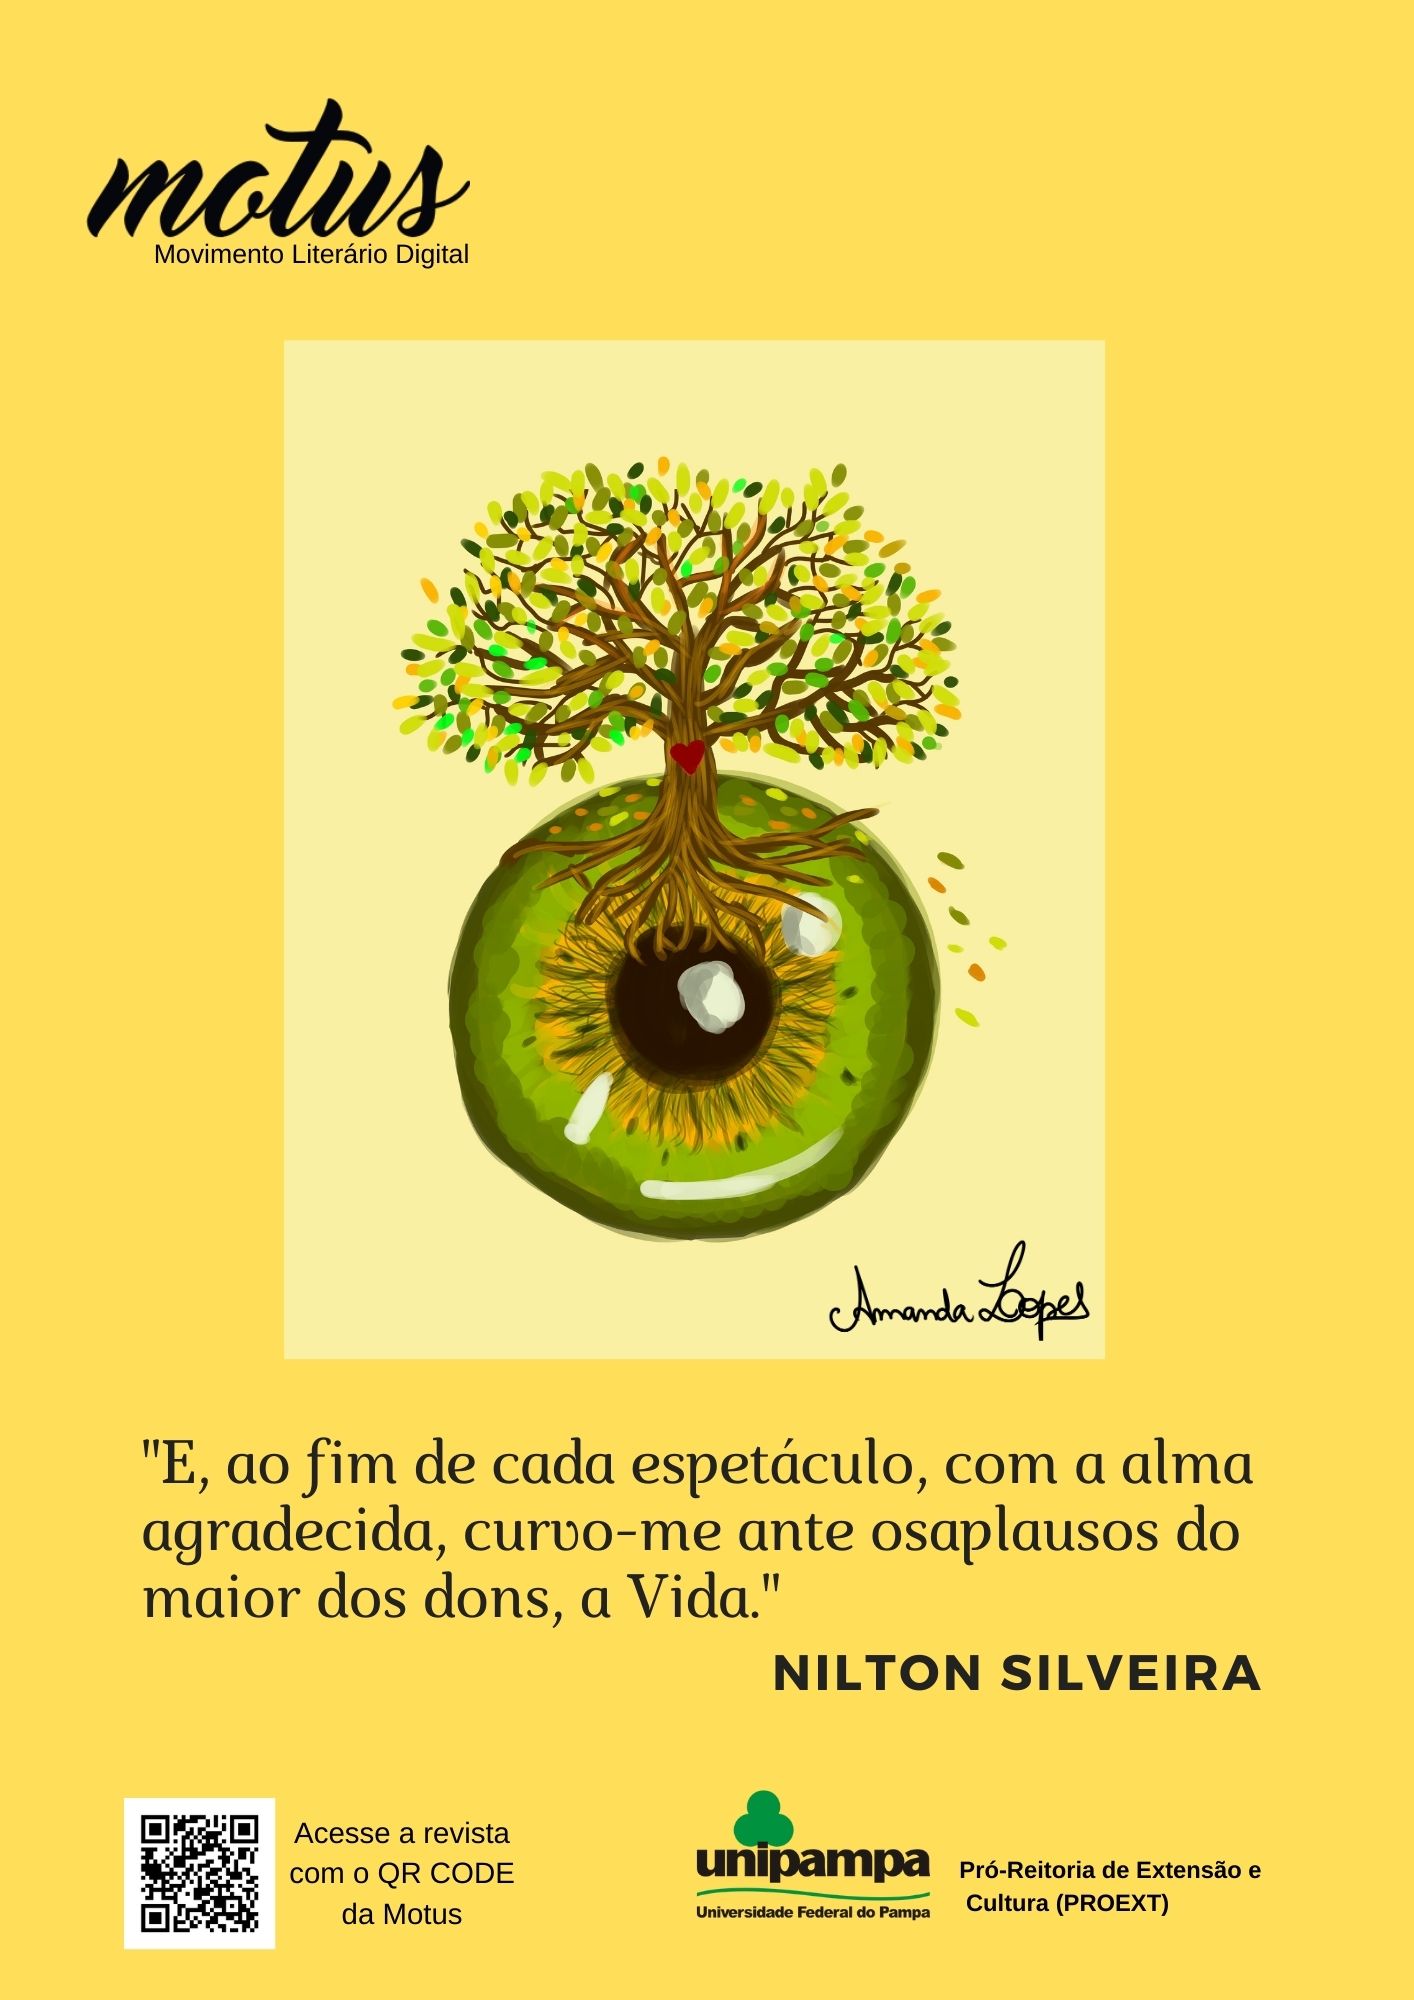 motus
Movimento Literário Digital
Amanda Lopes
"E, ao fim de cada espetáculo, com a alma
agradecida, curvo-me ante osaplausos do
maior dos dons, a Vida."
NILTON SILVEIRA
Acesse a revista
com o QR CODE
da Motus
unipampa
Universidade Federal do Pampa
Pró-Reitoria de Extensão e
Cultura (PROEXT)